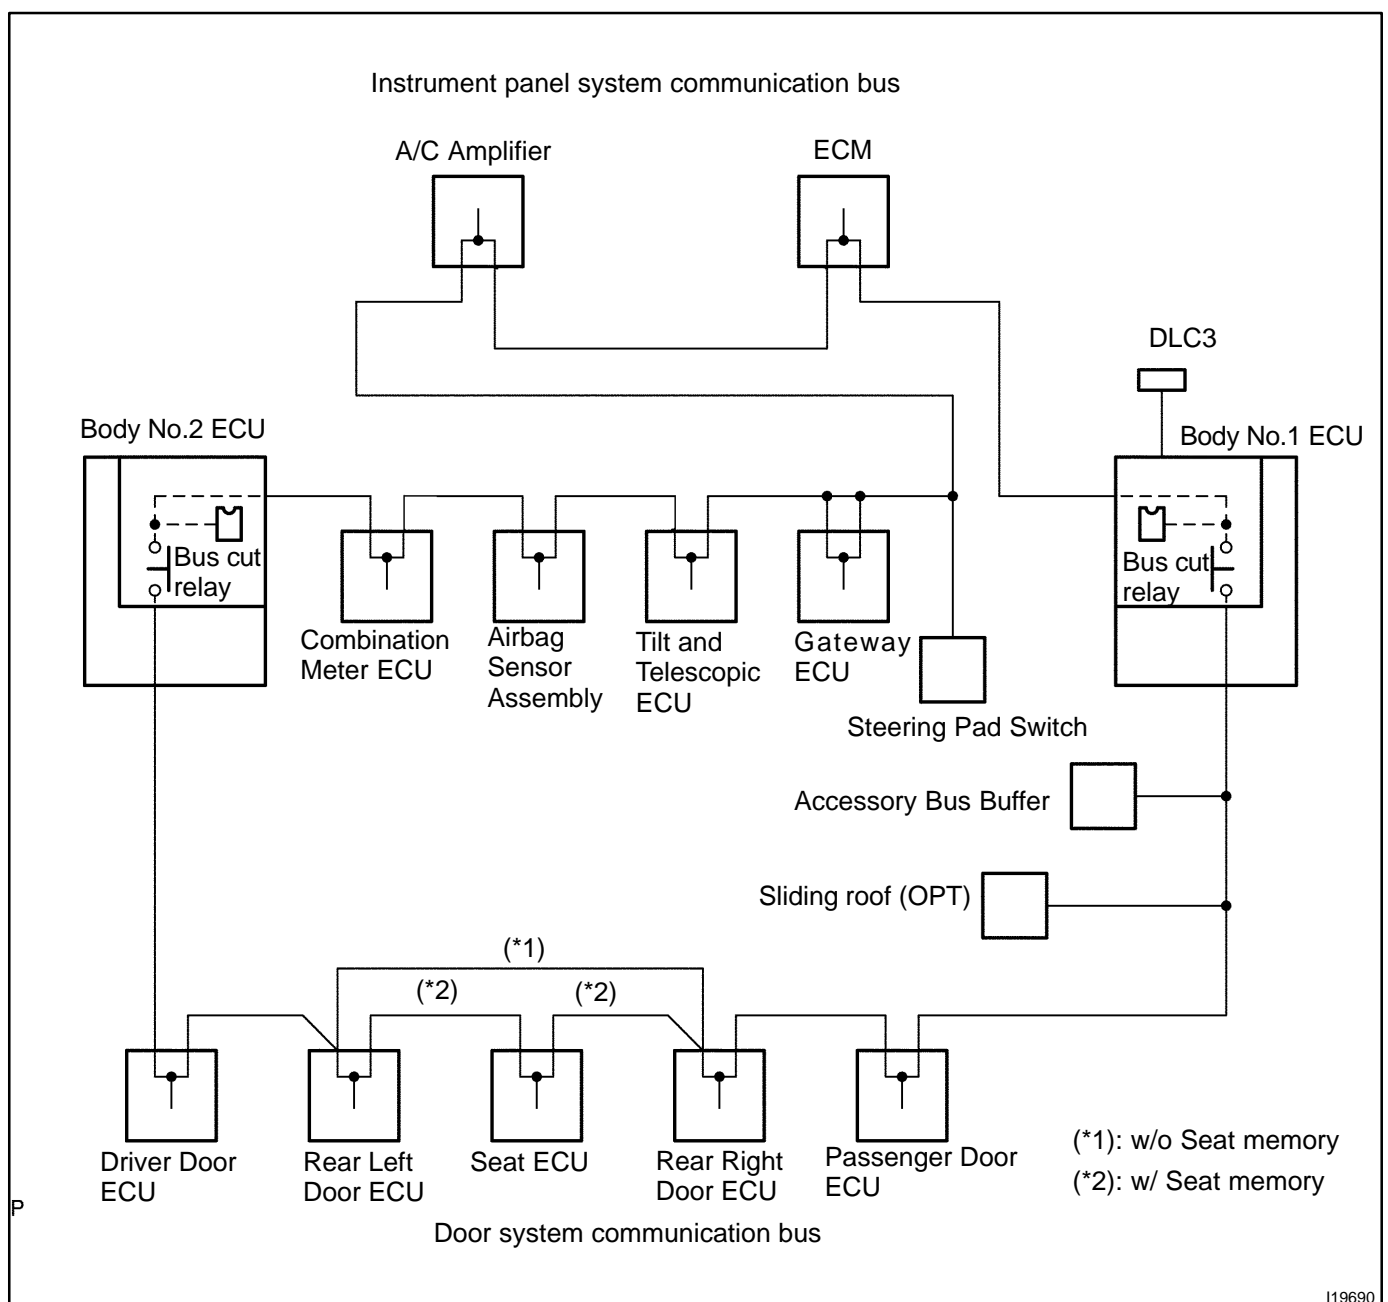 Instrument panel system communication bus
A/C Amplifier
ECM
DLC3
Body No.2 ECU
Body No.1 ECU
Bus cut
relay
Bus cut
relay
Combination
Meter ECU
Airbag
Sensor
Assembly
Tilt and
Telescopic
ECU
Gateway
ECU
Steering Pad Switch
Accessory Bus Buffer
Sliding roof (OPT)
(*1)
(*2)
(*2)
Driver Door
ECU
Rear Left
Door ECU
Seat ECU
Rear Right
Door ECU
Passenger Door
ECU
(*1): w/o Seat memory
(*2): w/ Seat memory
P
Door system communication bus
I19690